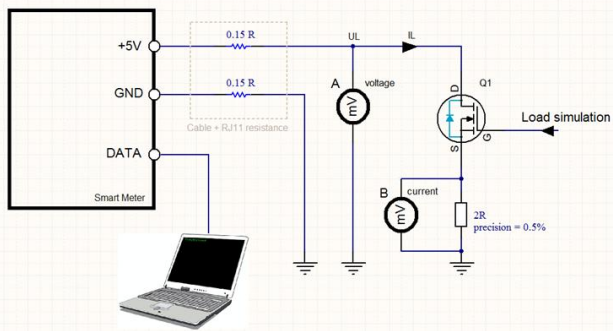 +5V
0.15 R
UL
IL
A
voltage
mV
D
Q1
GND
0.15 R
Cable + RJ11 resistance
Load simulation
G
S
DATA
B
current
mV
2R
precision = 0.5%
Smart Meter